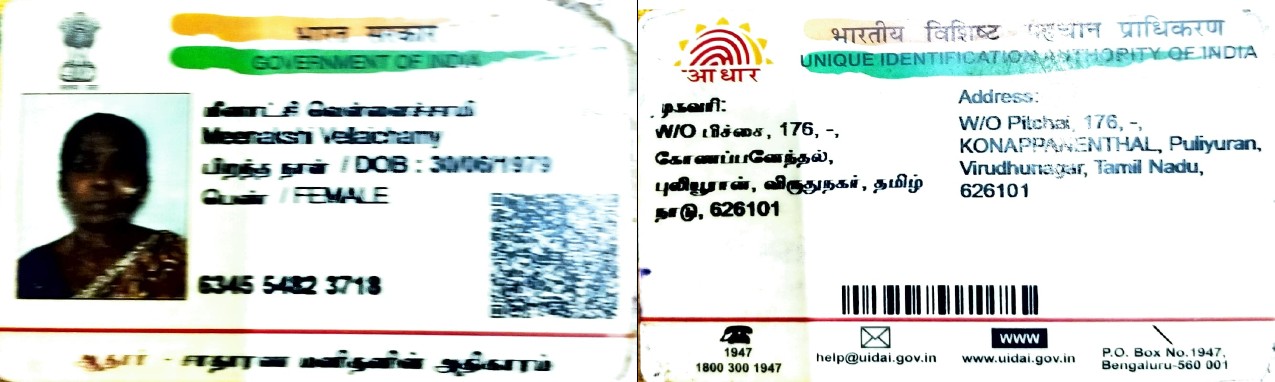 भारत सरकार
GOVERNMENT OF INDIA
மீனாட்சி வெள்ளைச்சாமி
Meenakshi Vellaichamy
பிறந்த நாள் / DOB : 30/06/1979
பெண் / FEMALE
6345 5482 3718
ஆதார் - சாதாரண மனிதனின் அதிகாரம்
भारतीय विशिष्ट पहचान प्राधिकरण
UNIQUE IDENTIFICATION AUTHORITY OF INDIA
आधार
முகவரி:
W/O பிச்சை, 176, -,
கோணப்பனேந்தல்,
புலியூரான், விருதுநகர், தமிழ்
நாடு, 626101
Address:
W/O Pitchai, 176, -,
KONAPPANENTHAL, Puliyuran,
Virudhunagar, Tamil Nadu,
626101
1947
1800 300 1947
help@uidai.gov.in
www
www.uidai.gov.in
P.O. Box No.1947,
Bengaluru-560 001